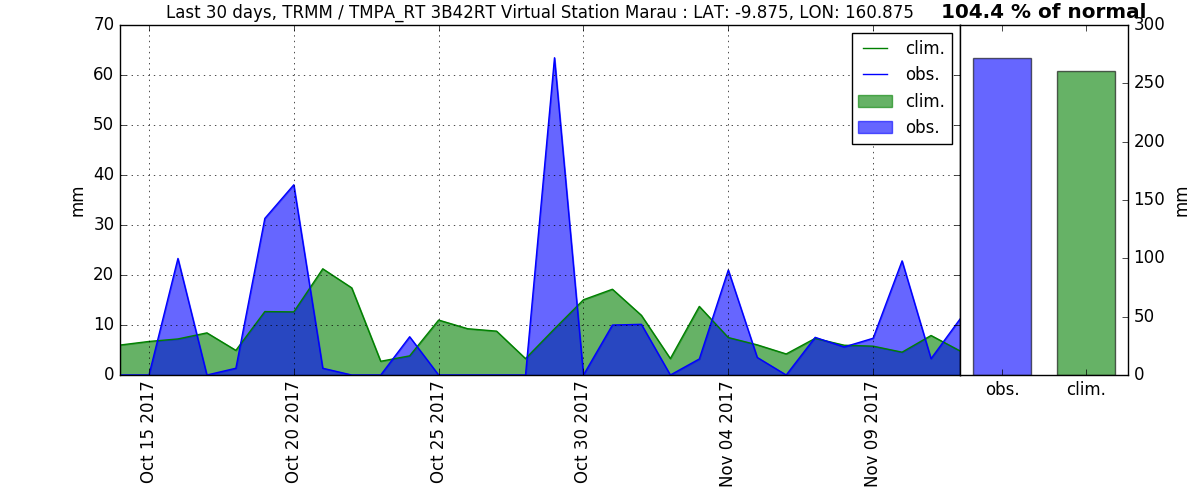 Last 30 days, TRMM / TMPA_RT 3B42RT Virtual Station Marau : LAT: -9.875, LON: 160.875
104.4 % of normal
70
60
50
40
30
20
10
0
mm
clim.
obs.
clim.
obs.
300
250
200
150
100
50
0
mm
obs.
clim.
Oct 15 2017
Oct 20 2017
Oct 25 2017
Oct 30 2017
Nov 04 2017
Nov 09 2017